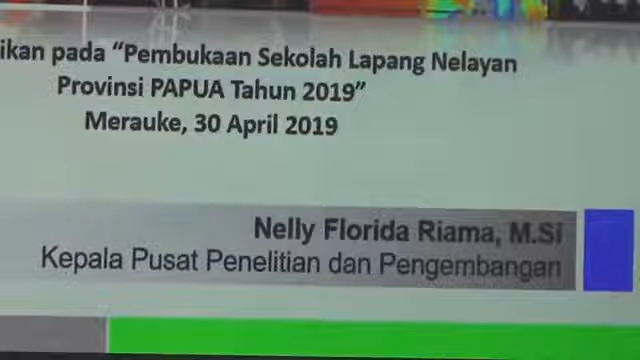 ikan pada “Pembukaan Sekolah Lapang Nelayan
Provinsi PAPUA Tahun 2019”
Merauke, 30 April 2019
Nelly Florida Riama, M.Si
Kepala Pusat Penelitian dan Pengembangan